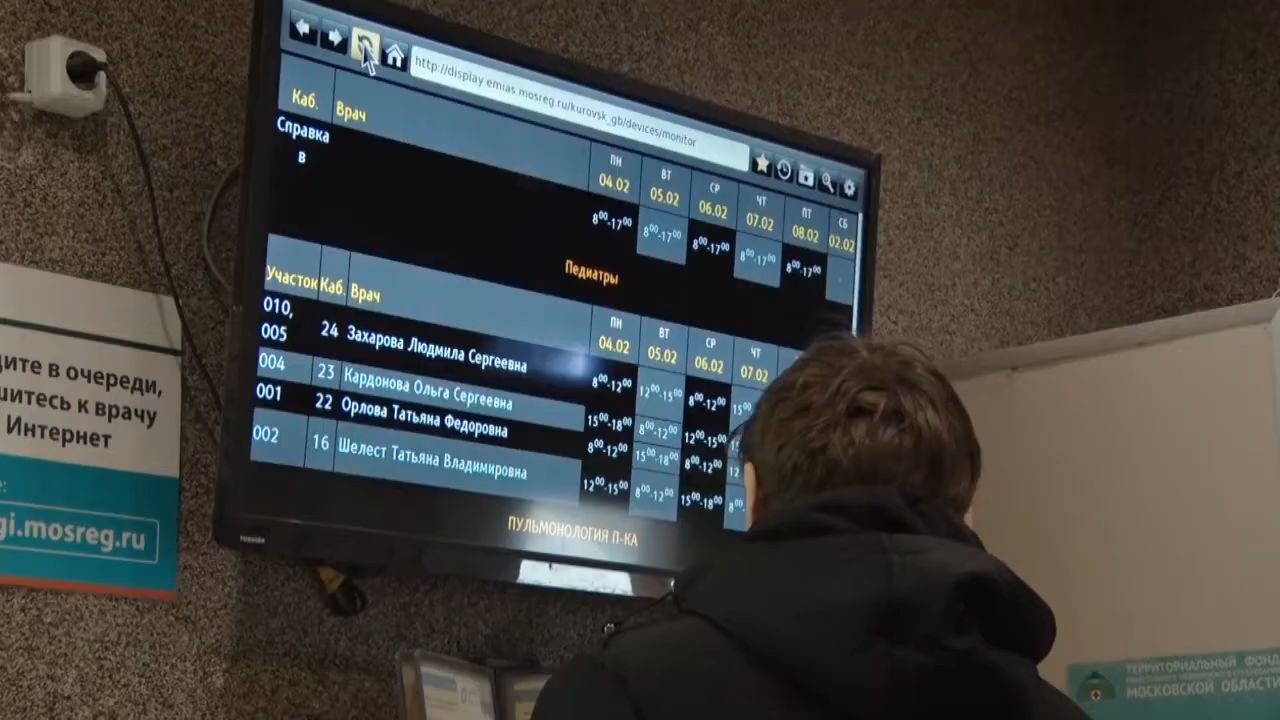 http://display.emias.mosreg.ru/kurovsk_gb/devices/monitor
Каб. Врач ПН ВТ СР ЧТ ПТ СБ
04.02 05.02 06.02 07.02 08.02 02.02
Справка
в
8⁰⁰-17⁰⁰ 8⁰⁰-17⁰⁰ 8⁰⁰-17⁰⁰ 8⁰⁰-17⁰⁰ 8⁰⁰-17⁰⁰
Педиатры
Участок Каб. Врач ПН ВТ СР ЧТ
04.02 05.02 06.02 07.02
010,
005 24 Захарова Людмила Сергеевна 8⁰⁰-12⁰⁰ 12⁰⁰-15⁰⁰ 8⁰⁰-12⁰⁰ 15⁰⁰
004 23 Кардонова Ольга Сергеевна 15⁰⁰-18⁰⁰ 8⁰⁰-12⁰⁰ 12⁰⁰-15⁰⁰
001 22 Орлова Татьяна Федоровна 8⁰⁰-12⁰⁰ 15⁰⁰-18⁰⁰ 8⁰⁰-12⁰⁰ 12
002 16 Шелест Татьяна Владимировна 12⁰⁰-15⁰⁰ 8⁰⁰-12⁰⁰ 15⁰⁰-18⁰⁰ 8⁰⁰-
ПУЛЬМОНОЛОГИЯ П-КА
TOSHIBA
дите в очереди,
шитесь к врачу
Интернет
е:
gi.mosreg.ru
ТЕРРИТОРИАЛЬНЫЙ ФОНД
МОСКОВСКОЙ ОБЛАСТИ